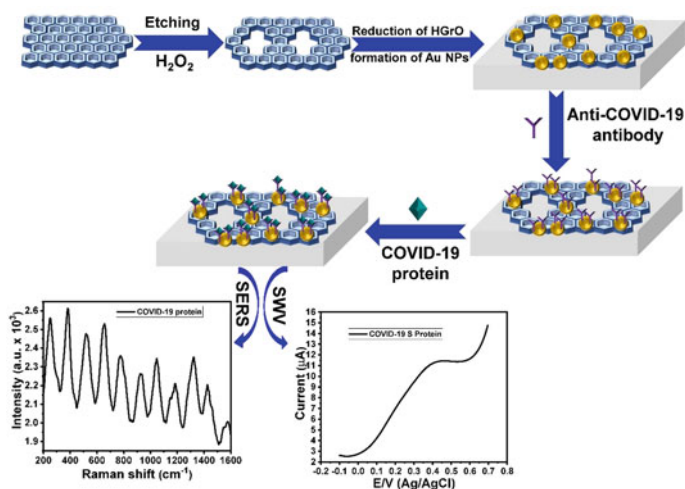 Etching
H₂O₂
Reduction of HGrO
formation of Au NPs
Anti-COVID-19
antibody
COVID-19
protein
SERS
SWV
Intensity (a.u. x 10³)
2.6
2.5
2.4
2.3
2.2
2.1
2.0
1.9
COVID-19 protein
200 400 600 800 1000 1200 1400 1600
Raman shift (cm⁻¹)
Current (µA)
16
15
14
13
12
11
10
9
8
7
6
5
4
3
2
COVID-19 S Protein
-0.2 -0.1 0.0 0.1 0.2 0.3 0.4 0.5 0.6 0.7 0.8
E/V (Ag/AgCl)